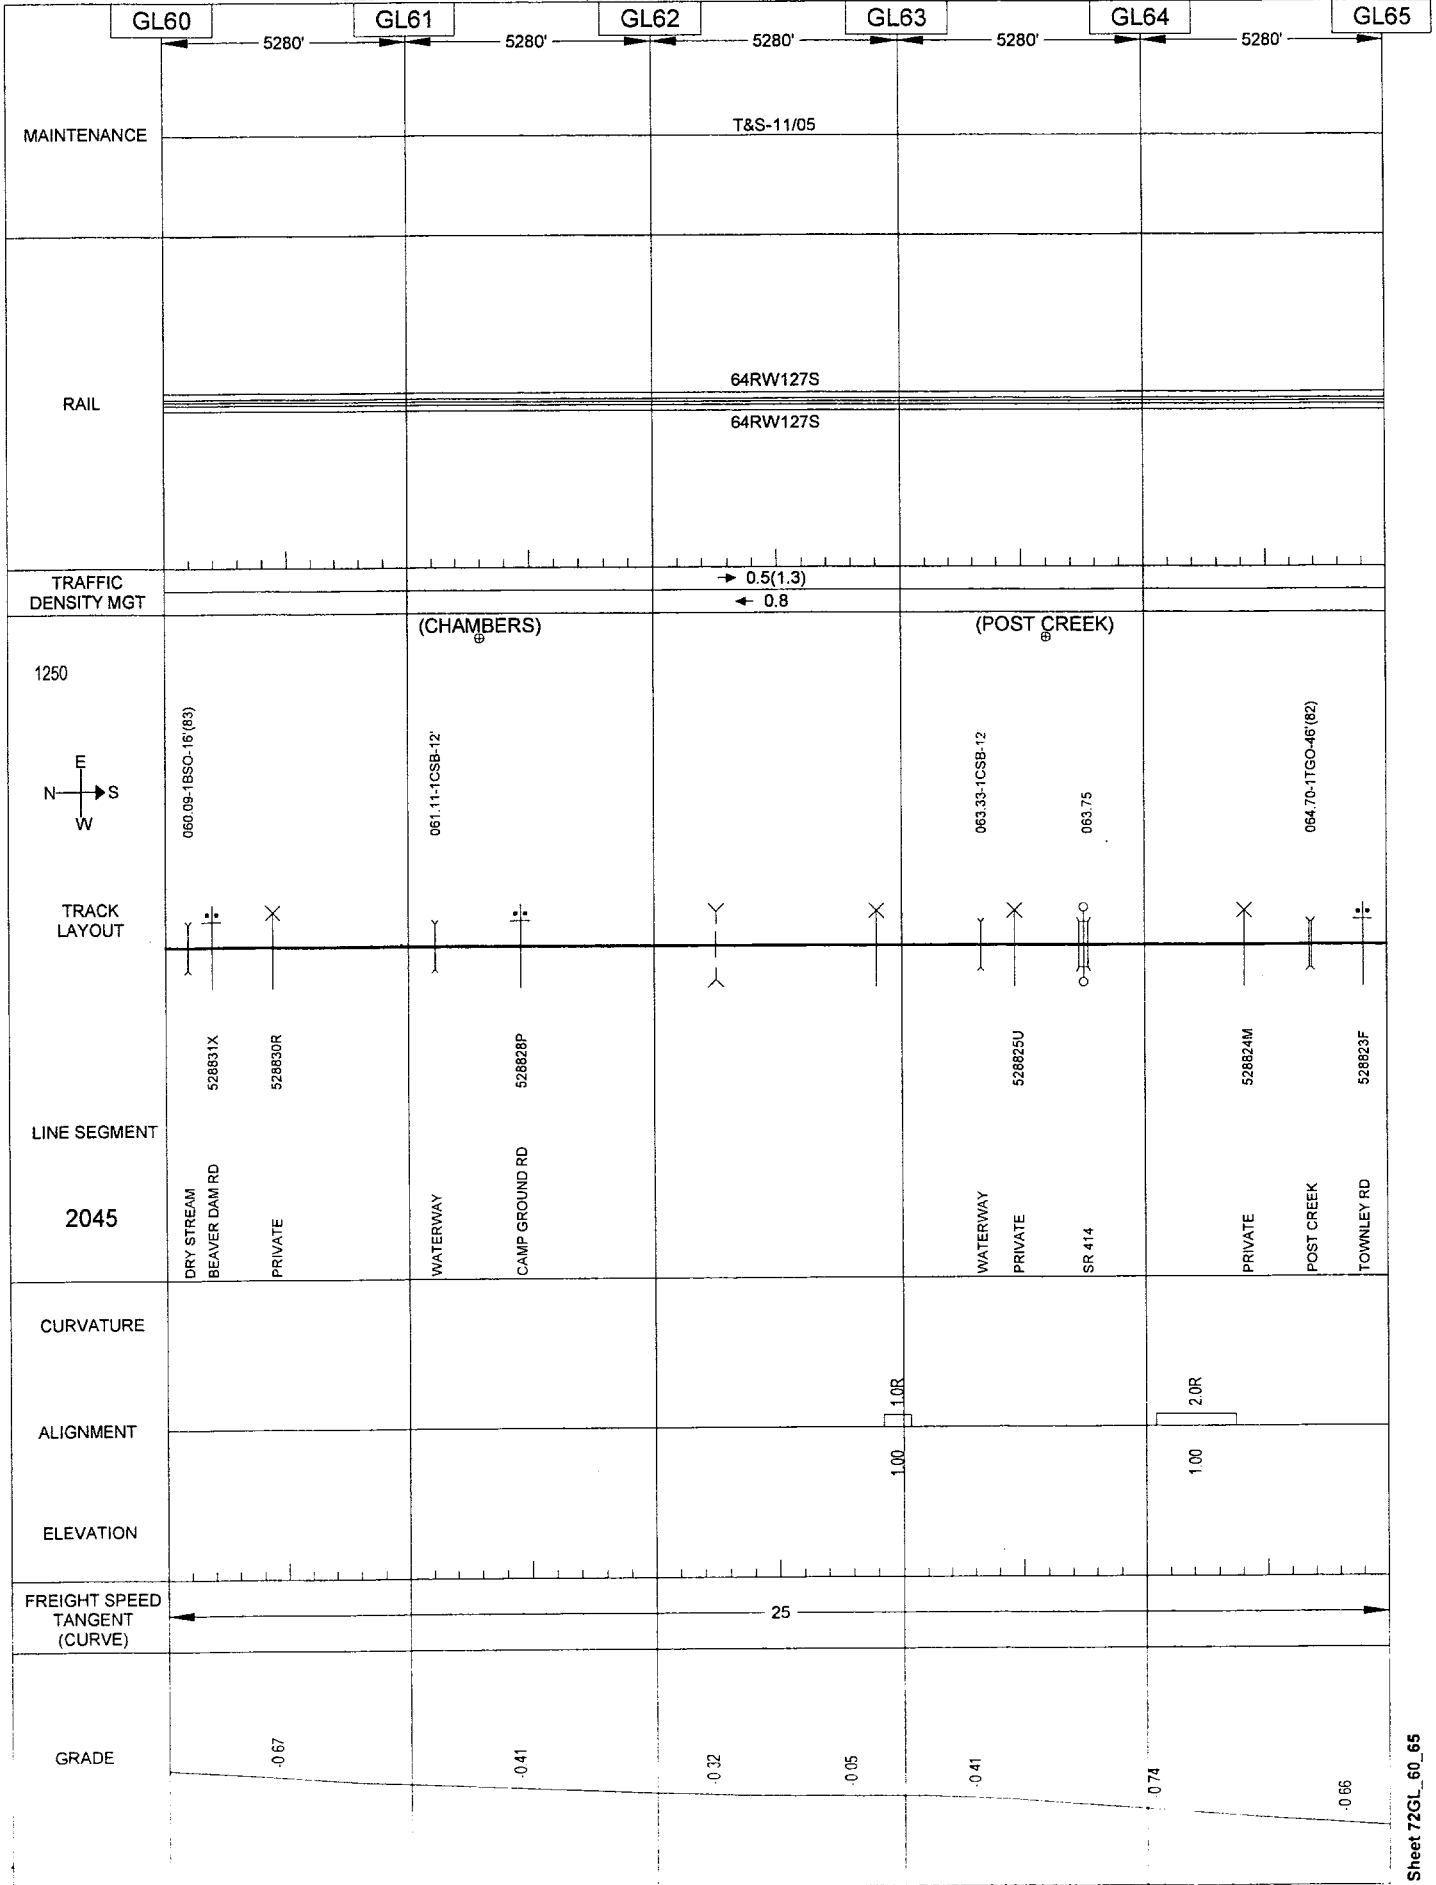 GL60 GL61 GL62 GL63 GL64 GL65
5280' 5280' 5280' 5280' 5280'
MAINTENANCE
T&S-11/05
RAIL
64RW127S
64RW127S
TRAFFIC
DENSITY MGT
0.5(1.3)
0.8
(CHAMBERS)
(POST CREEK)
1250
E
N S
W
060.09-1BSO-16'(83)
061.11-1CSB-12'
063.33-1CSB-12
063.75
064.70-1TGO-46'(82)
TRACK
LAYOUT
528831X
528830R
528828P
528825U
528824M
528823F
LINE SEGMENT
2045
DRY STREAM
BEAVER DAM RD
PRIVATE
WATERWAY
CAMP GROUND RD
WATERWAY
PRIVATE
SR 414
PRIVATE
POST CREEK
TOWNLEY RD
CURVATURE
1.0R
2.0R
ALIGNMENT
1.00
1.00
ELEVATION
FREIGHT SPEED
TANGENT
(CURVE)
25
GRADE
-0.67
-0.41
-0.32
-0.05
-0.41
-0.74
-0.66
Sheet 72GL_60_65